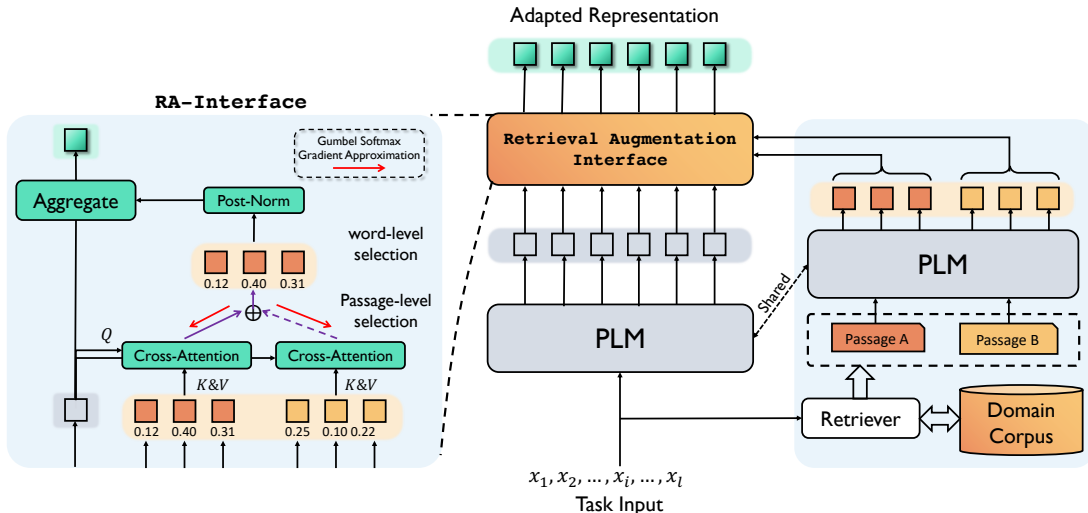 Adapted Representation
RA-Interface
Gumbel Softmax
Gradient Approximation)
Aggregate
Post-Norm
word-level
selection
0.12 0.40 0.31
Passage-level
selection
Q
Cross-Attention
Cross-Attention
K&V
K&V
0.12 0.40 0.31
0.25 0.10 0.22
Retrieval Augmentation
Interface
PLM
Shared
PLM
Passage A
Passage B
Retriever
Domain
Corpus
x₁, x₂, ..., xᵢ, ..., xₗ
Task Input